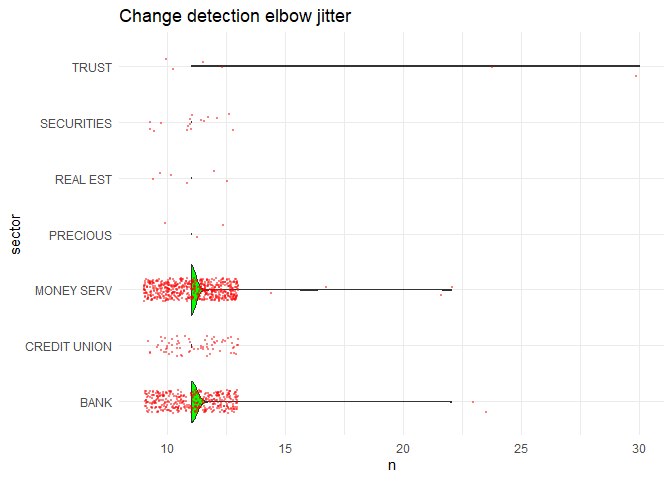 Change detection elbow jitter
TRUST
SECURITIES
REAL EST
PRECIOUS
MONEY SERV
CREDIT UNION
BANK
sector
10 15 20 25 30
n